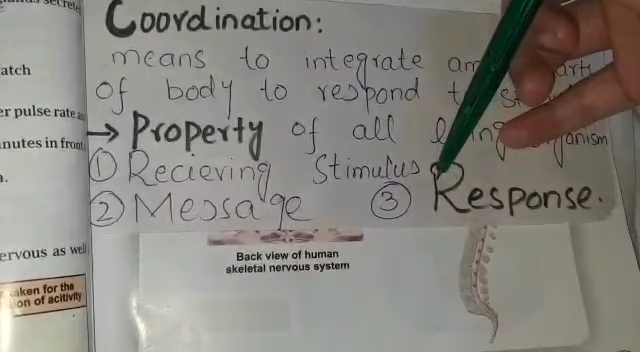 Coordination:
means to integrate
of body to respond
→ Property of all
① Recieving Stimulus
② Message ③ Response.
atch
er pulse rate
nutes in front
ervous as well
aken for the
on of acitivity
Back view of human
skeletal nervous system